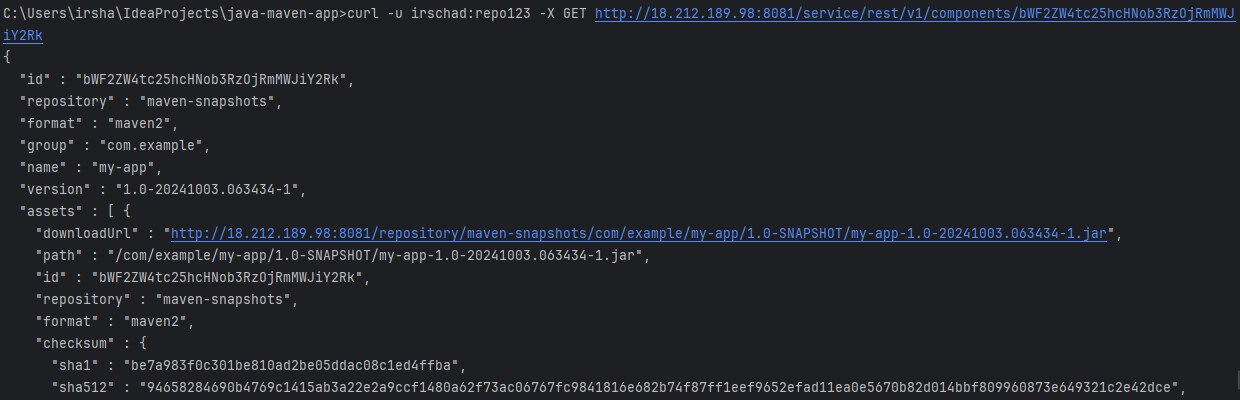 C:\Users\irsha\IdeaProjects\java-maven-app>curl -u irschad:repo123 -X GET http://18.212.189.98:8081/service/rest/v1/components/bWF2ZW4tc25hcHNob3RzOjRmMWJ
iY2Rk
{
  "id" : "bWF2ZW4tc25hcHNob3RzOjRmMWJiY2Rk",
  "repository" : "maven-snapshots",
  "format" : "maven2",
  "group" : "com.example",
  "name" : "my-app",
  "version" : "1.0-20241003.063434-1",
  "assets" : [ {
    "downloadUrl" : "http://18.212.189.98:8081/repository/maven-snapshots/com/example/my-app/1.0-SNAPSHOT/my-app-1.0-20241003.063434-1.jar",
    "path" : "/com/example/my-app/1.0-SNAPSHOT/my-app-1.0-20241003.063434-1.jar",
    "id" : "bWF2ZW4tc25hcHNob3RzOjRmMWJiY2Rk",
    "repository" : "maven-snapshots",
    "format" : "maven2",
    "checksum" : {
      "sha1" : "be7a983f0c301be810ad2be05ddac08c1ed4ffba",
      "sha512" : "94658284690b4769c1415ab3a22e2a9ccf1480a62f73ac06767fc9841816e682b74f87ff1eef9652efad11ea0e5670b82d014bbf809960873e649321c2e42dce",